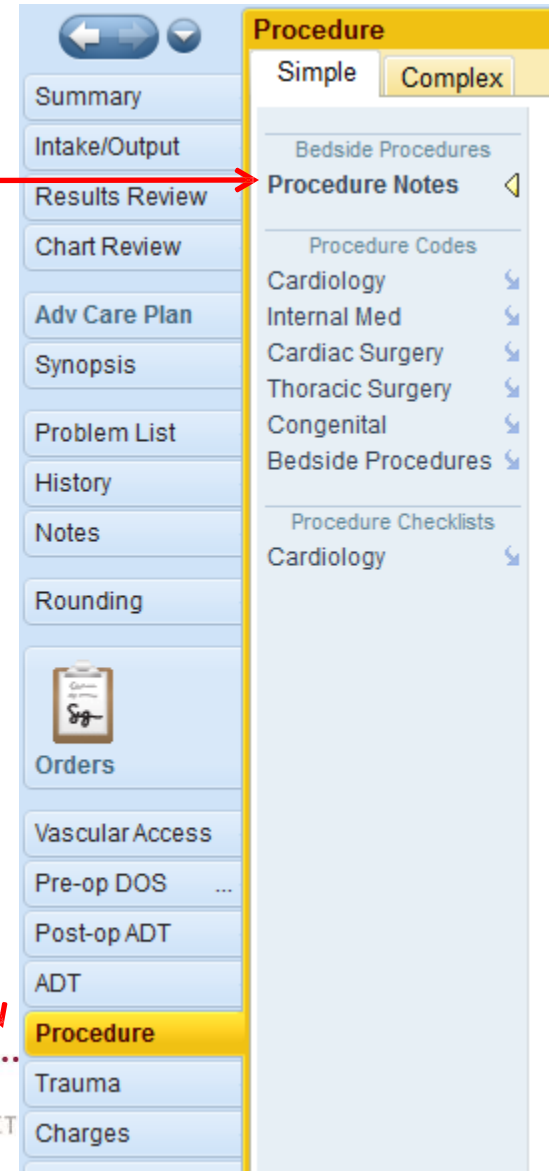 Summary
Intake/Output
Results Review
Chart Review
Adv Care Plan
Synopsis
Problem List
History
Notes
Rounding
Orders
Vascular Access
Pre-op DOS ...
Post-op ADT
ADT
Procedure
Trauma
Charges
Procedure
Simple Complex
Bedside Procedures
Procedure Notes
Procedure Codes
Cardiology
Internal Med
Cardiac Surgery
Thoracic Surgery
Congenital
Bedside Procedures
Procedure Checklists
Cardiology